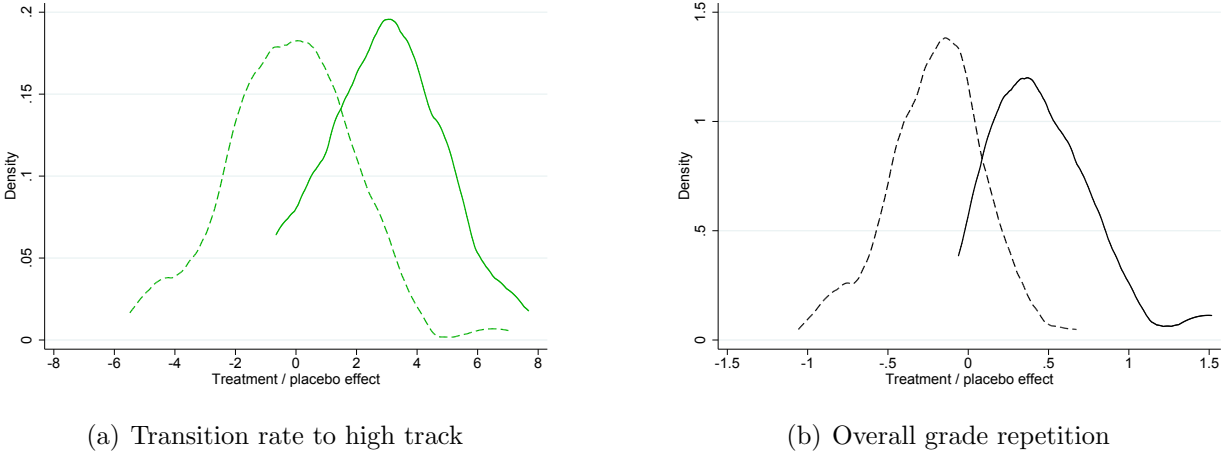 .2
.15
.1
.05
0
Density
-8 -6 -4 -2 0 2 4 6 8
Treatment / placebo effect
(a) Transition rate to high track
1.5
1
.5
0
Density
-1.5 -1 -.5 0 .5 1 1.5
Treatment / placebo effect
(b) Overall grade repetition